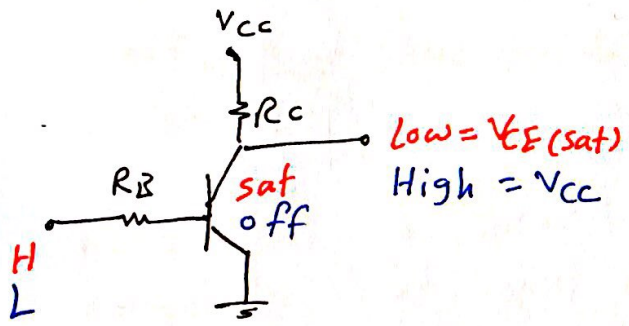 Vcc
Rc
Low = VCE(sat)
RB
sat
High = Vcc
off
H
L